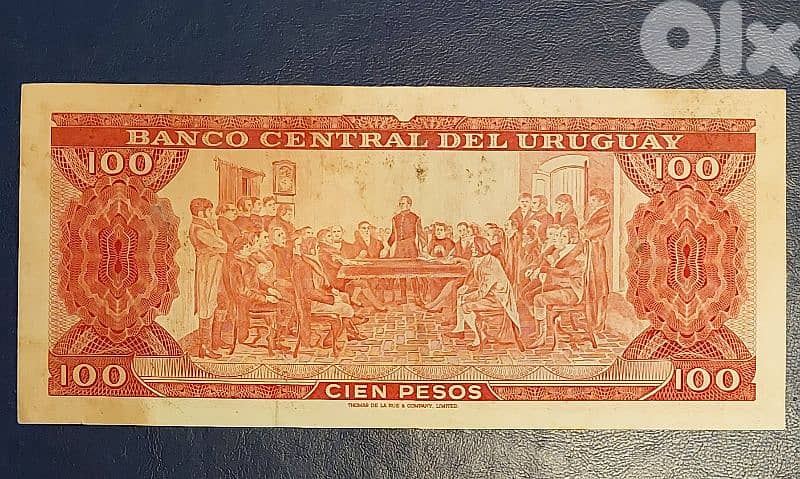 olx
BANCO CENTRAL DEL URUGUAY
100 100
100 CIEN PESOS 100
THOMAS DE LA RUE & COMPANY, LIMITED.